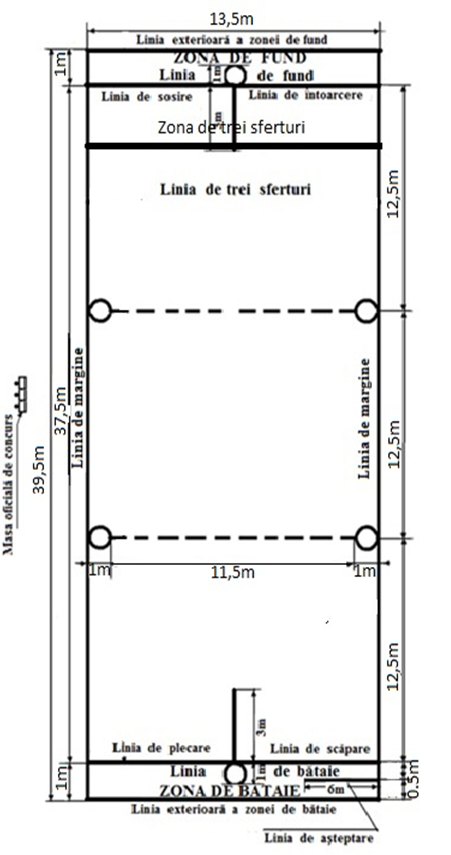 13,5m
Linia exterioară a zonei de fund
ZONA DE FUND
1m
Linia 1m de fund
Linia de sosire
Linia de întoarcere
Zona de trei sferturi
Linia de trei sferturi
12,5m
Linia de margine
Linia de margine
37,5m
39,5m
Masa oficială de concurs
12,5m
1m
11,5m
1m
12,5m
3m
Linia de plecare
Linia de scăpare
Linia 1m de bătaie
1m
ZONA DE BĂTAIE
6m
0.5m
Linia exterioară a zonei de bătaie
Linia de așteptare